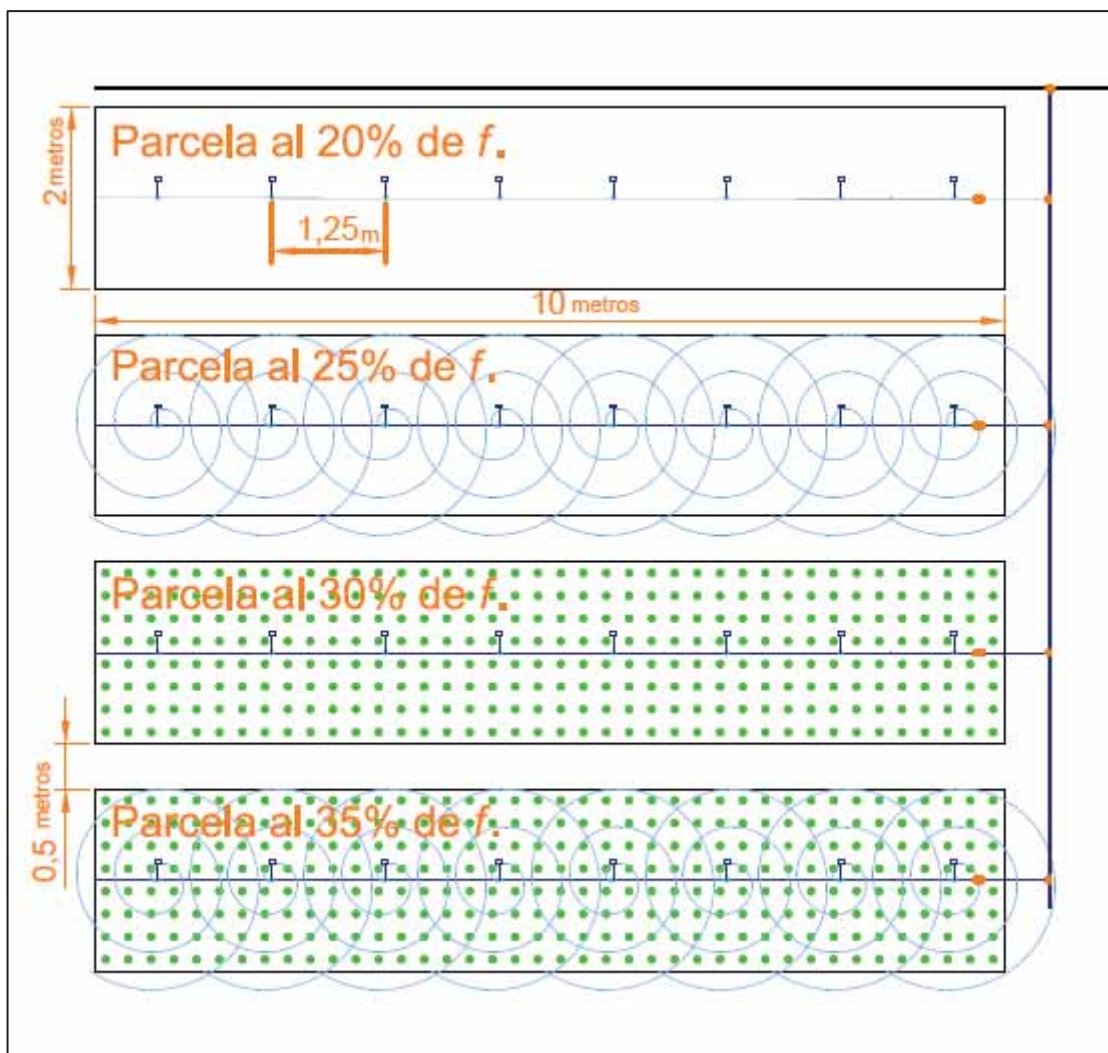 Parcela al 20% de f.
2 metros
1,25 m
10 metros
Parcela al 25% de f.
Parcela al 30% de f.
0,5 metros
Parcela al 35% de f.